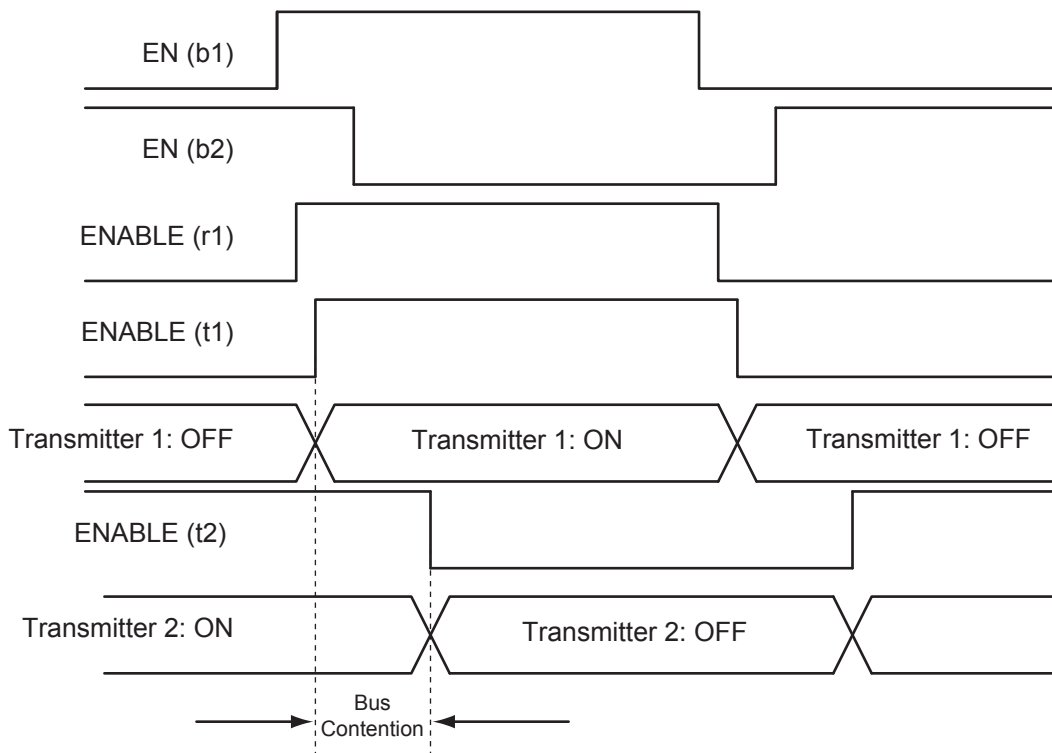 EN (b1)
EN (b2)
ENABLE (r1)
ENABLE (t1)
Transmitter 1: OFF
Transmitter 1: ON
Transmitter 1: OFF
ENABLE (t2)
Transmitter 2: ON
Transmitter 2: OFF
Bus
Contention